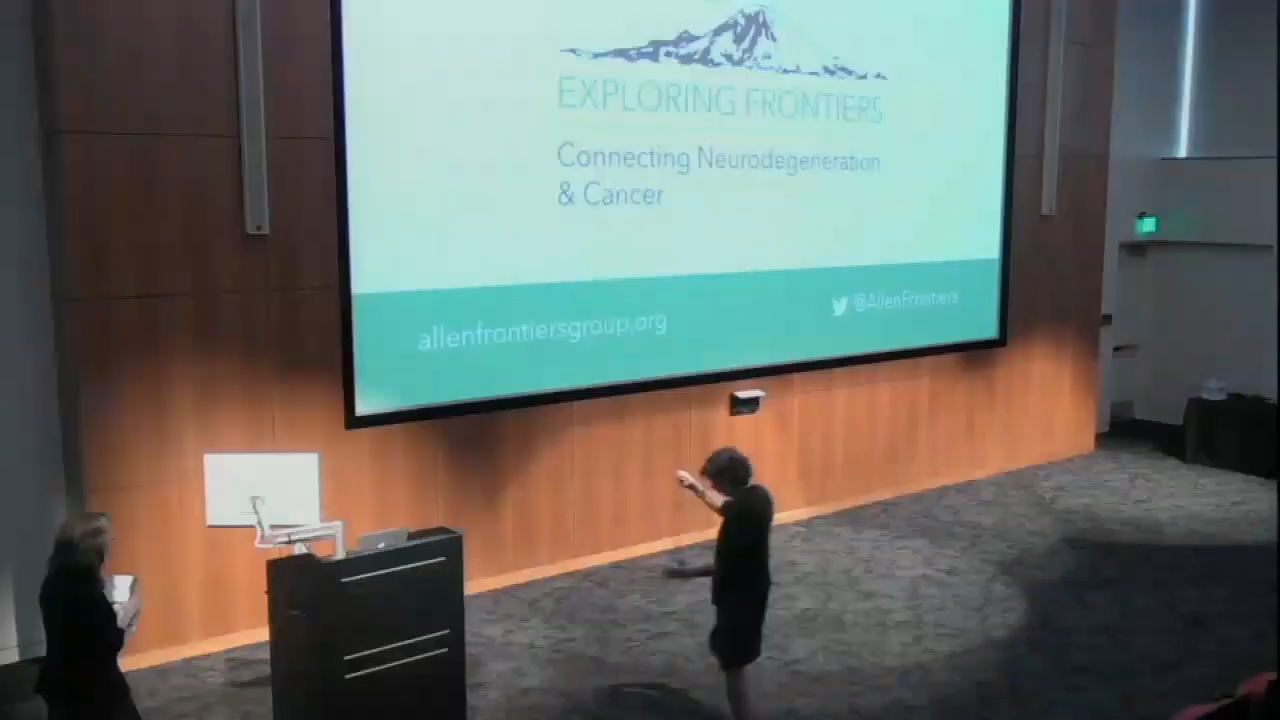 EXPLORING FRONTIERS
Connecting Neurodegeneration
& Cancer
allenfrontiersgroup.org
@AllenFrontiers